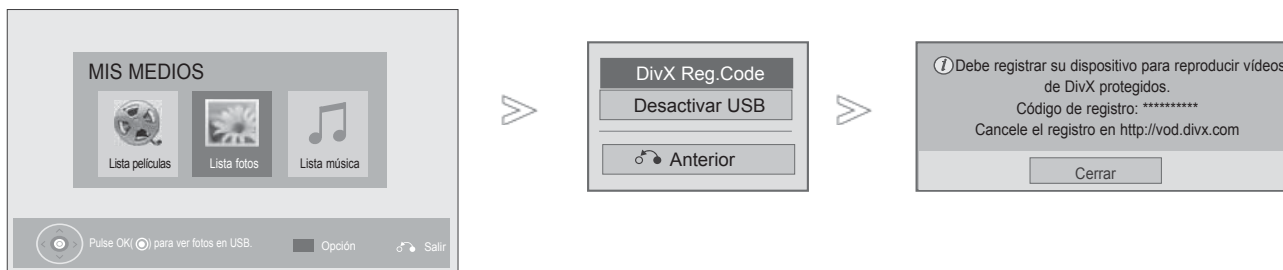 MIS MEDIOS
Lista películas
Lista fotos
Lista música
Pulse OK(◉) para ver fotos en USB.
Opción
Salir
DivX Reg.Code
Desactivar USB
Anterior
Debe registrar su dispositivo para reproducir vídeos
de DivX protegidos.
Código de registro: **********
Cancele el registro en http://vod.divx.com
Cerrar